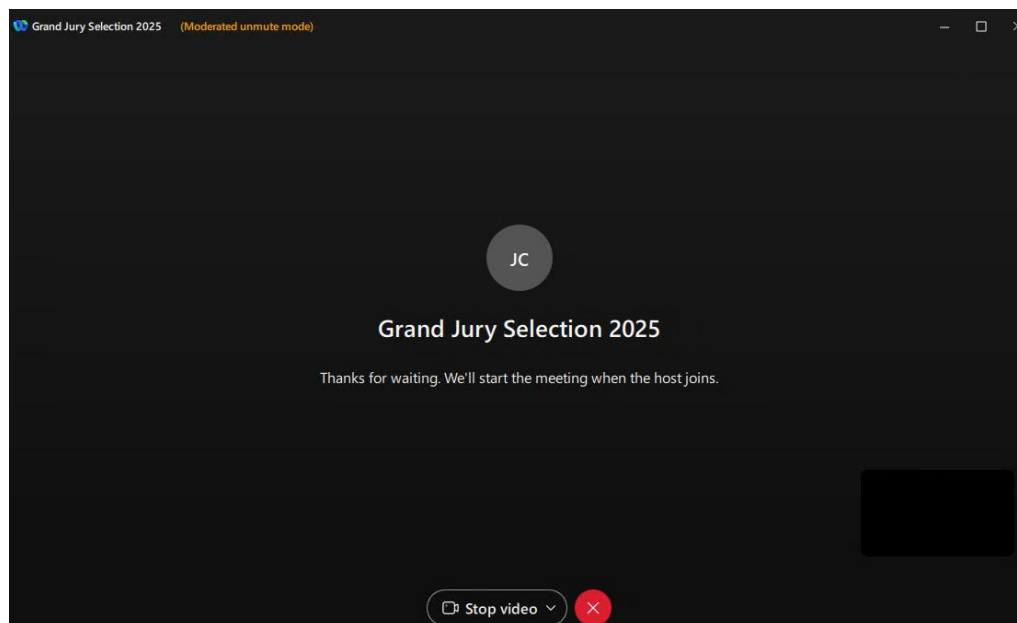 Grand Jury Selection 2025 (Moderated unmute mode)
JC
Grand Jury Selection 2025
Thanks for waiting. We'll start the meeting when the host joins.
Stop video